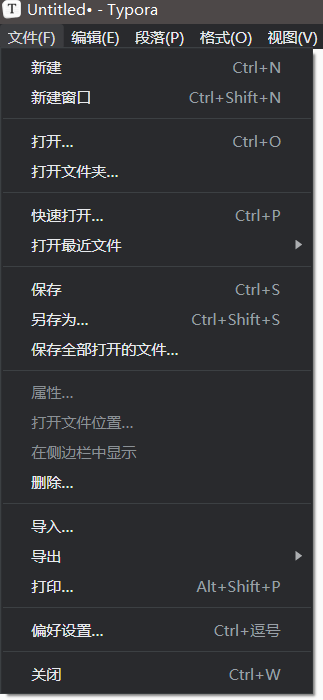 T Untitled• - Typora
文件(F) 编辑(E) 段落(P) 格式(O) 视图(V)
新建 Ctrl+N
新建窗口 Ctrl+Shift+N
打开... Ctrl+O
打开文件夹...
快速打开... Ctrl+P
打开最近文件
保存 Ctrl+S
另存为... Ctrl+Shift+S
保存全部打开的文件...
属性...
打开文件位置...
在侧边栏中显示
删除...
导入...
导出
打印... Alt+Shift+P
偏好设置... Ctrl+逗号
关闭 Ctrl+W